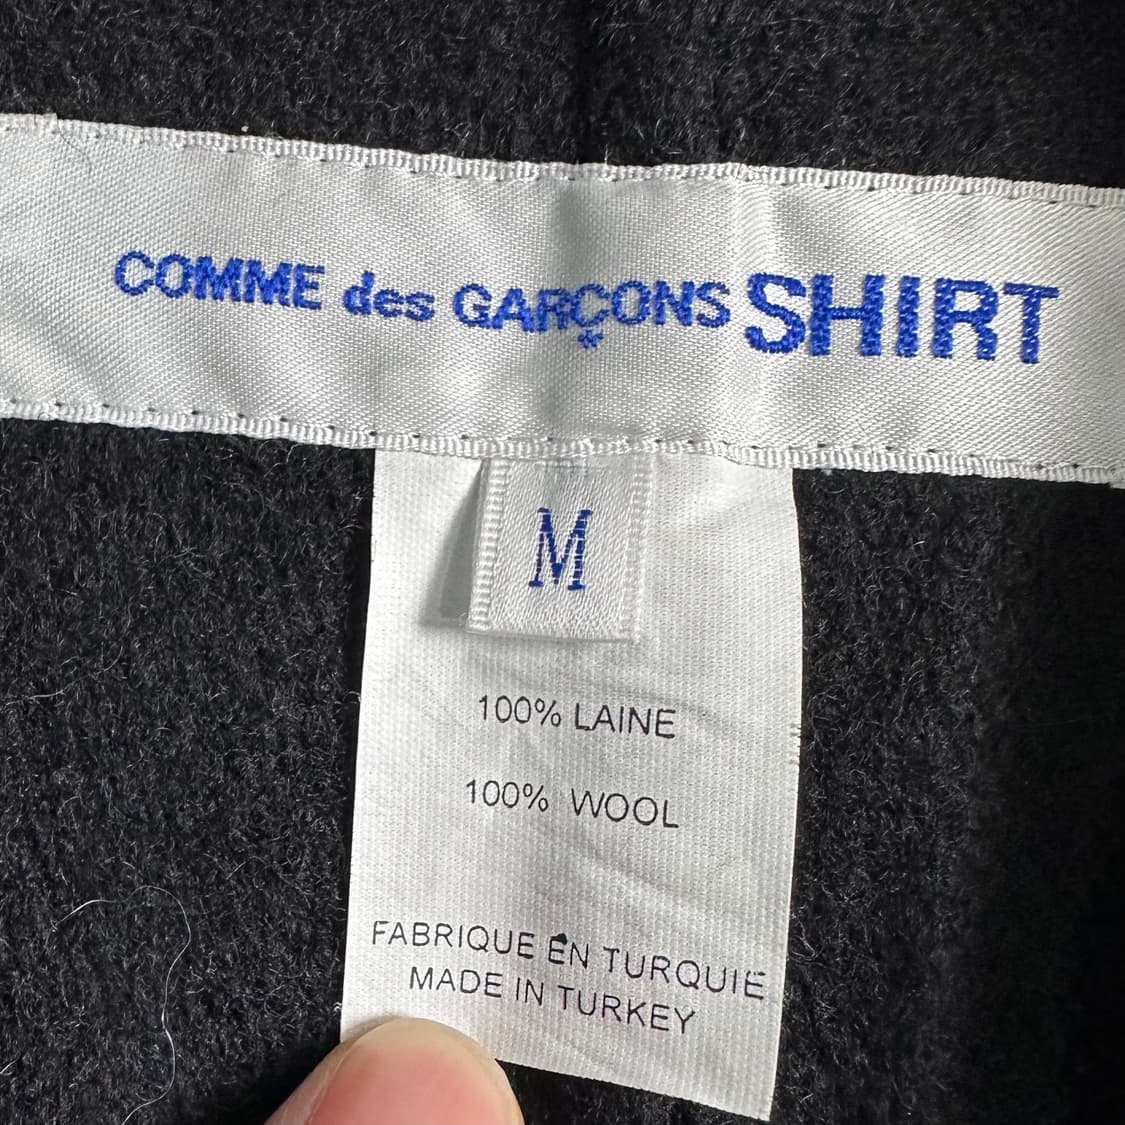 COMME des GARÇONS SHIRT
M
100% LAINE
100% WOOL
FABRIQUE EN TURQUIE
MADE IN TURKEY